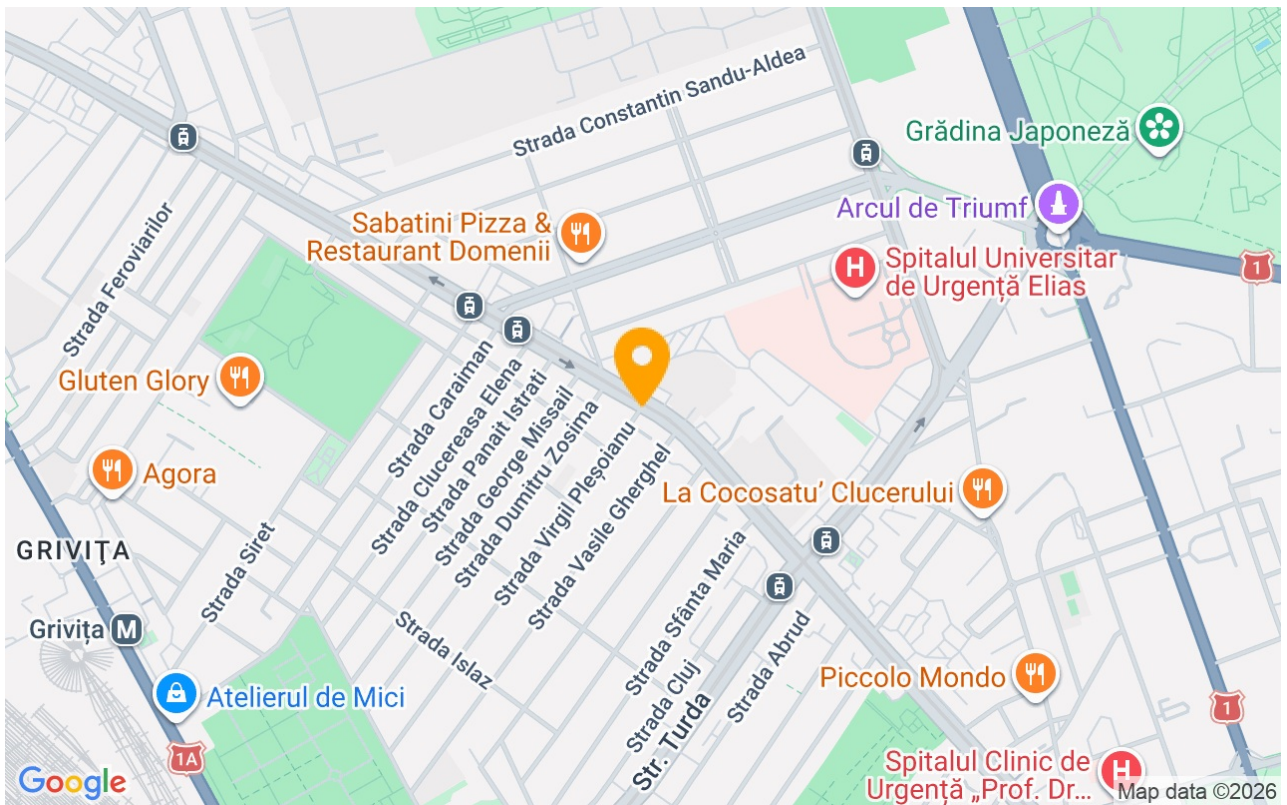 Strada Constantin Sandu-Aldea
Grădina Japoneză
Arcul de Triumf
Sabatini Pizza &
Restaurant Domenii
Strada Feroviarilor
H
Spitalul Universitar
de Urgență Elias
1
Gluten Glory
Strada Caraiman
Strada Clucereasa Elena
Strada Panait Istrati
Strada George Missail
Strada Dumitru Zosima
Strada Virgil Pleșoianu
Strada Vasile Gherghel
Agora
La Cocosatu' Clucerului
GRIVIȚA
Strada Siret
Strada Sfânta Maria
Grivița M
Strada Islaz
Strada Cluj
Str. Turda
Strada Abrud
Piccolo Mondo
Atelierul de Mici
1
1A
Spitalul Clinic de
Urgență „Prof. Dr...
H
Google
Map data ©2026